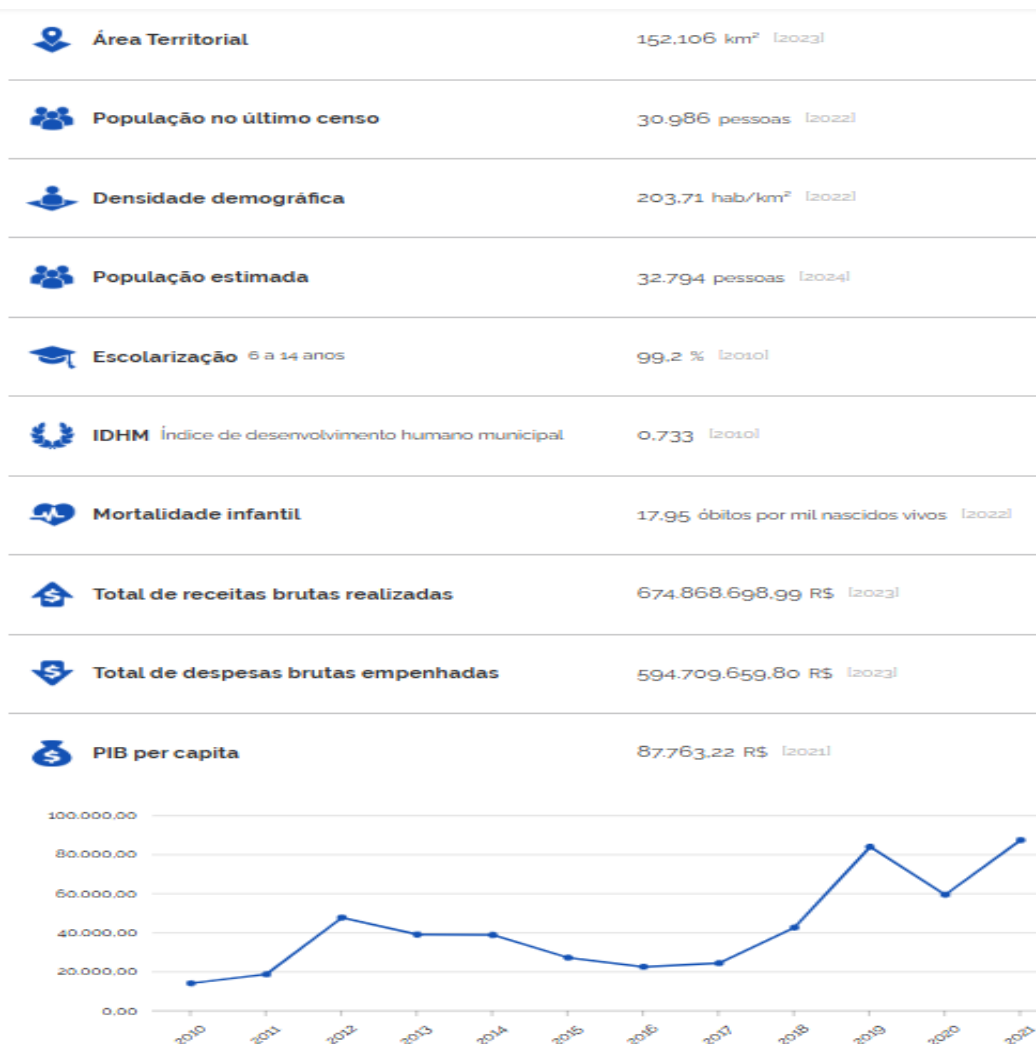 Área Territorial 152,106 km² [2023]
População no último censo 30.986 pessoas [2022]
Densidade demográfica 203,71 hab/km² [2022]
População estimada 32.794 pessoas [2024]
Escolarização 6 a 14 anos 99,2 % [2010]
IDHM Índice de desenvolvimento humano municipal 0,733 [2010]
Mortalidade infantil 17,95 óbitos por mil nascidos vivos [2022]
Total de receitas brutas realizadas 674.868.698,99 R$ [2023]
Total de despesas brutas empenhadas 594.709.659,80 R$ [2023]
PIB per capita 87.763,22 R$ [2021]
100.000,00
80.000,00
60.000,00
40.000,00
20.000,00
0,00
2010 2011 2012 2013 2014 2015 2016 2017 2018 2019 2020 2021